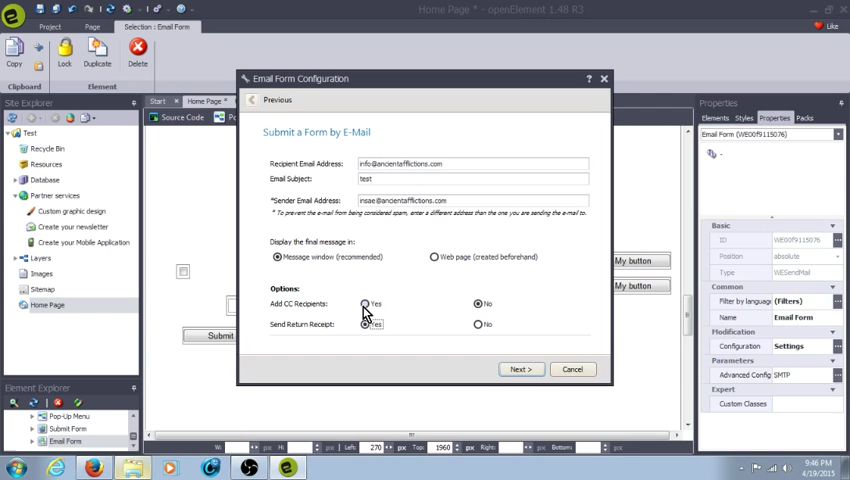 Home Page * - openElement 1.48 R3
Like
Project
Page
Selection : Email Form
Copy
Lock
Duplicate
Delete
Clipboard
Element
Site Explorer
Test
Recycle Bin
Resources
Database
Partner services
Custom graphic design
Create your newsletter
Create your Mobile Application
Layers
Images
Sitemap
Home Page
Element Explorer
Pop-Up Menu
Submit Form
Email Form
Start
Home Page *
Source Code
Submit
My button
My button
Email Form Configuration
Previous
Submit a Form by E-Mail
Recipient Email Address: info@ancientafflictions.com
Email Subject: test
*Sender Email Address: insae@ancientafflictions.com
* To prevent the e-mail from being considered spam, enter a different address than the one you are sending the e-mail to.
Display the final message in:
Message window (recommended)
Web page (created beforehand)
Options:
Add CC Recipients: Yes No
Send Return Receipt: Yes No
Next >
Cancel
W: px H: px Left: 270 px Top: 1960 px Right: px Bottom: px
Properties
Elements Styles Properties Packs
Email Form (WE00f9115076)
Basic
ID WE00f9115076
Position absolute
Type WESendMail
Common
Filter by language (Filters)
Name Email Form
Modification
Configuration Settings
Parameters
Advanced Config SMTP
Expert
Custom Classes
9:46 PM
4/19/2015